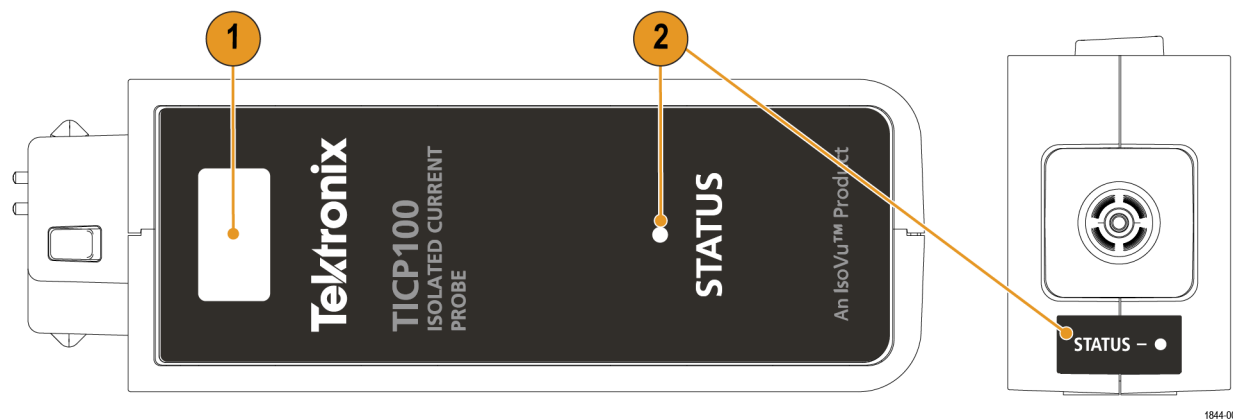 1
2
Tektronix
TICP100
ISOLATED CURRENT
PROBE
STATUS
An IsoVu™ Product
STATUS –